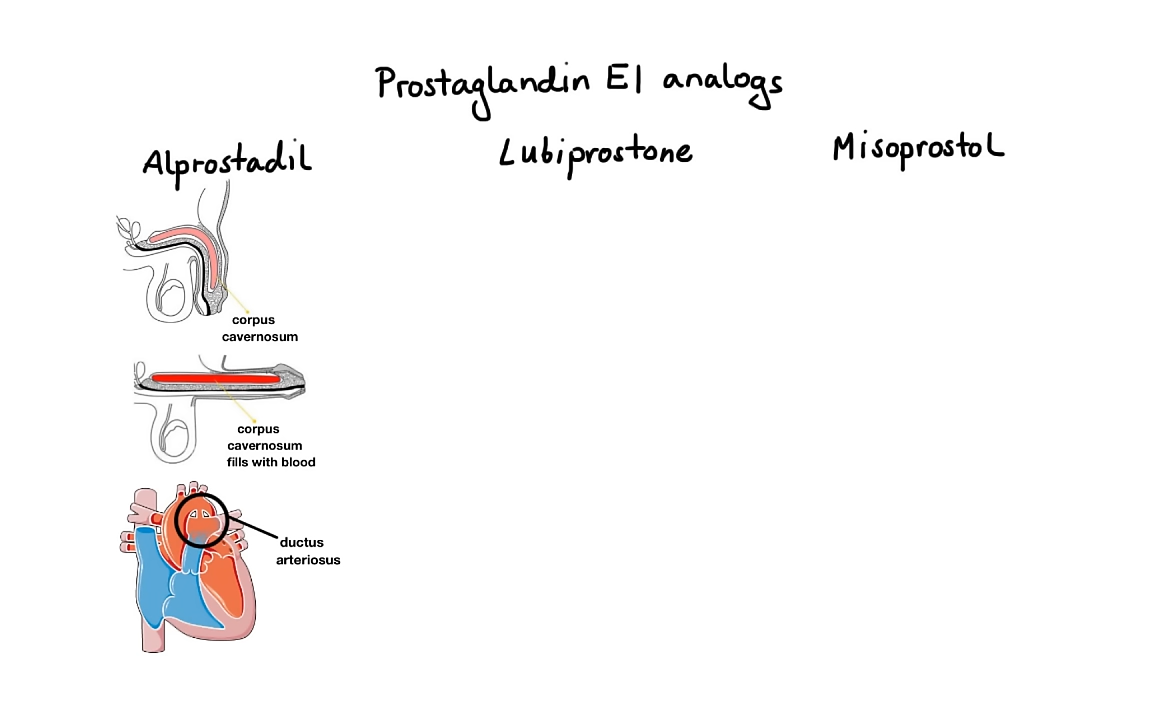 Prostaglandin E1 analogs
Alprostadil
Lubiprostone
Misoprostol
corpus
cavernosum
corpus
cavernosum
fills with blood
ductus
arteriosus